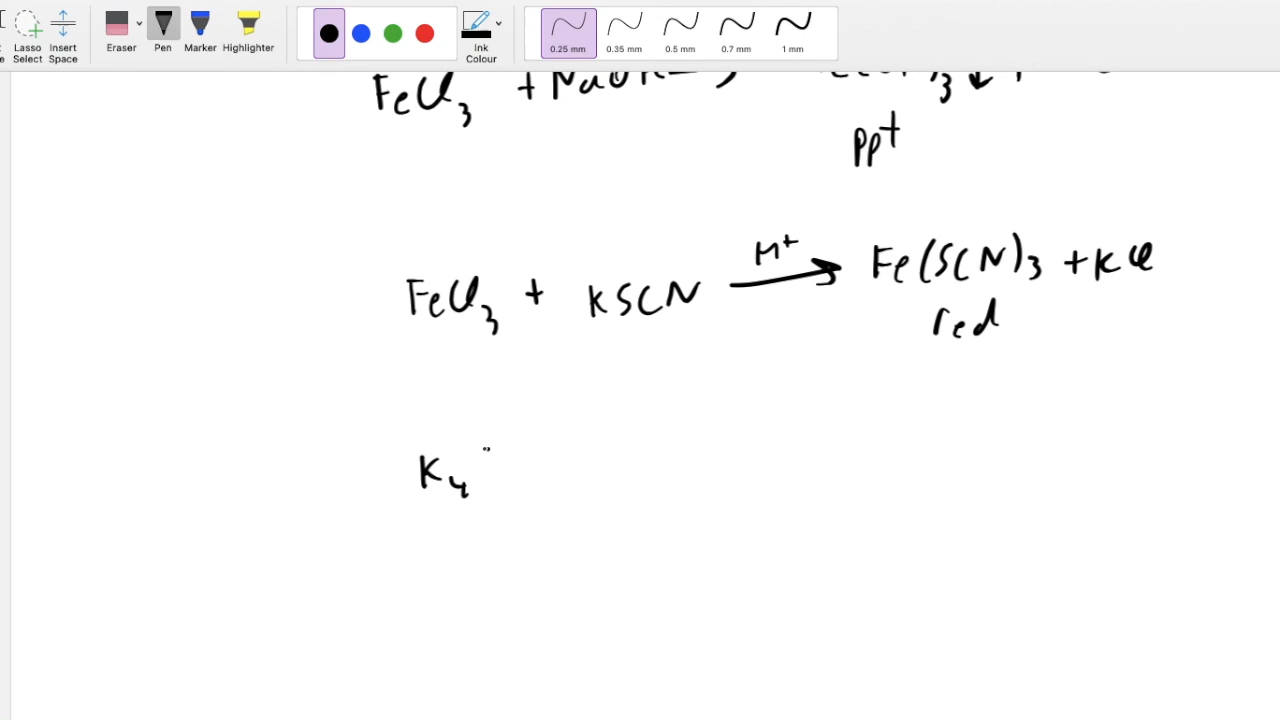 Lasso Select Insert Space Eraser Pen Marker Highlighter Ink Colour 0.25 mm 0.35 mm 0.5 mm 0.7 mm 1 mm
FeCl3 + NaOH
ppt
H+
FeCl3 + KSCN → Fe(SCN)3 + KCl
red
K4